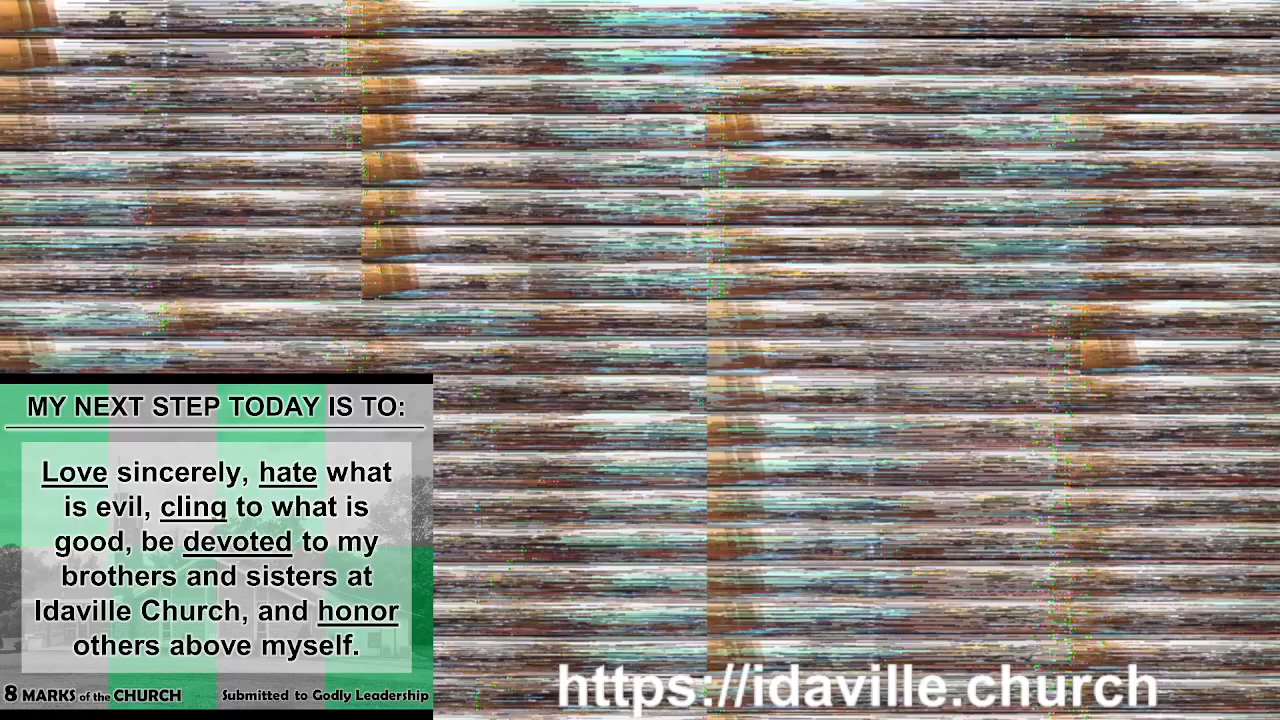 MY NEXT STEP TODAY IS TO:
Love sincerely, hate what
is evil, cling to what is
good, be devoted to my
brothers and sisters at
Idaville Church, and honor
others above myself.
8 MARKS of the CHURCH Submitted to Godly Leadership
https://idaville.church